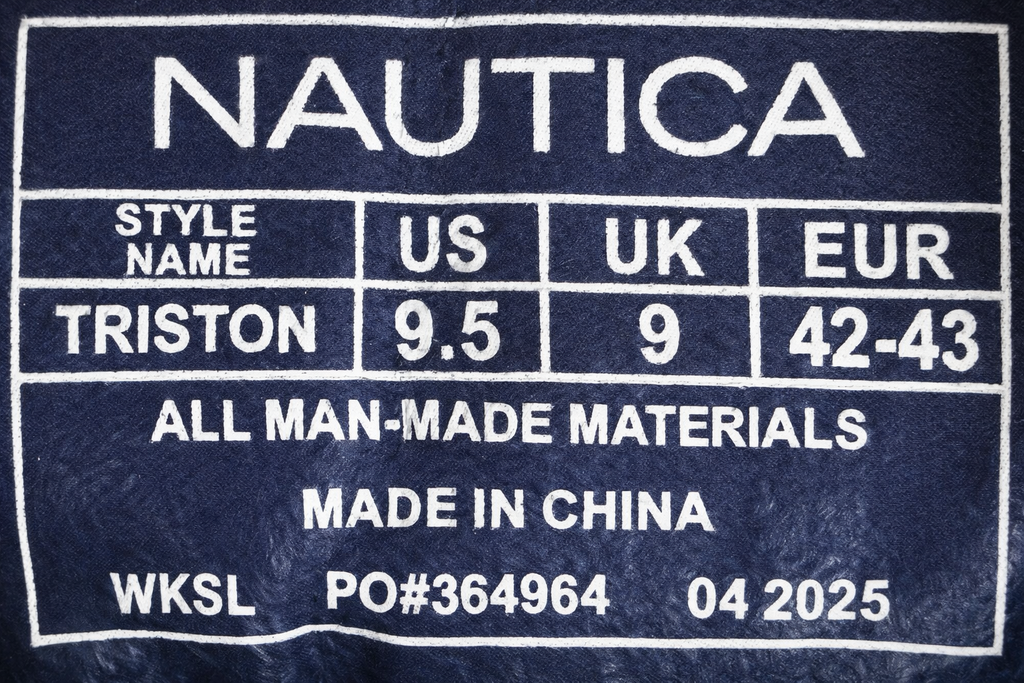 NAUTICA
STYLE NAME US UK EUR
TRISTON 9.5 9 42-43
ALL MAN-MADE MATERIALS
MADE IN CHINA
WKSL PO#364964 04 2025